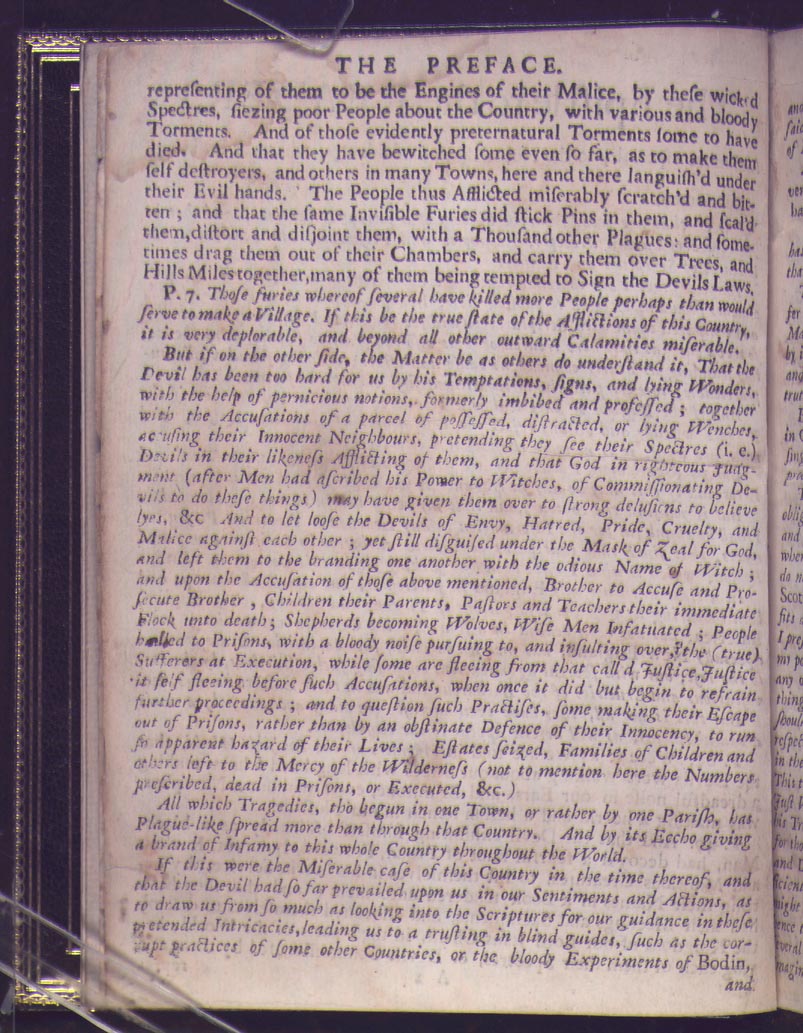 THE PREFACE.
repreſenting of them to be the Engines of their Malice, by theſe wicked
Spectres, ſiezing poor People about the Country, with various and bloody
Torments. And of thoſe evidently preternatural Torments ſome to have
died. And that they have bewitched ſome even ſo far, as to make them
ſelf deſtroyers, and others in many Towns, here and there languiſh'd under
their Evil hands. The People thus Afflicted miſerably ſcratch'd and bit-
ten ; and that the ſame Inviſible Furies did ſtick Pins in them, and ſcal'd
them,diſtort and disjoint them, with a Thouſand other Plagues: and ſome-
times drag them out of their Chambers, and carry them over Trees, and
Hills Miles together,many of them being tempted to Sign the Devils Laws,
P. 7. Thoſe furies whereof ſeveral have killed more People perhaps than would
ſerve to make a Village. If this be the true ſtate of the Afflictions of this Country,
it is very deplorable, and beyond all other outward Calamities miſerable.
But if on the other ſide, the Matter be as others do underſtand it, That the
Devil has been too hard for us by his Temptations, ſigns, and lying Wonders,
with the help of pernicious notions, formerly imbibed and profeſſed ; together
with the Accuſations of a parcel of poſſeſſed, diſtracted, or lying Wenches,
accuſing their Innocent Neighbours, pretending they ſee their Spectres (i. e.)
Devils in their likeneſs Afflicting of them, and that God in righteous Judg-
ment (after Men had aſcribed his Power to Witches, of Commiſſionating De-
vils to do theſe things) may have given them over to ſtrong deluſions to believe
lyes, &c And to let looſe the Devils of Envy, Hatred, Pride, Cruelty, and
Malice againſt each other ; yet ſtill diſguiſed under the Mask of Zeal for God,
and left them to the branding one another with the odious Name of Witch ;
and upon the Accuſation of thoſe above mentioned, Brother to Accuſe and Pro-
ſecute Brother , Children their Parents, Paſtors and Teachers their immediate
Flock unto death; Shepherds becoming Wolves, Wiſe Men Infatuated ; People
hauled to Priſons, with a bloody noiſe purſuing to, and inſulting over, the (true)
Sufferers at Execution, while ſome are fleeing from that call'd Juſtice, Juſtice
it ſelf fleeing before ſuch Accuſations, when once it did but begin to refrain
further proceedings ; and to queſtion ſuch Practiſes, ſome making their Eſcape
out of Priſons, rather than by an obſtinate Defence of their Innocency, to run
ſo apparent hazard of their Lives ; Eſtates ſeized, Families of Children and
others left to the Mercy of the Wilderneſs (not to mention here the Numbers
preſcribed, dead in Priſons, or Executed, &c.)
All which Tragedies, tho begun in one Town, or rather by one Pariſh, has
Plague-like ſpread more than through that Country. And by its Eccho giving
a brand of Infamy to this whole Country throughout the World.
If this were the Miſerable caſe of this Country in the time thereof, and
that the Devil had ſo far prevailed upon us in our Sentiments and Actions, as
to draw us from ſo much as looking into the Scriptures for our guidance in theſe
pretended Intricacies,leading us to a truſting in blind guides, ſuch as the cor-
rupt practices of ſome other Countries, or the bloody Experiments of Bodin,
and